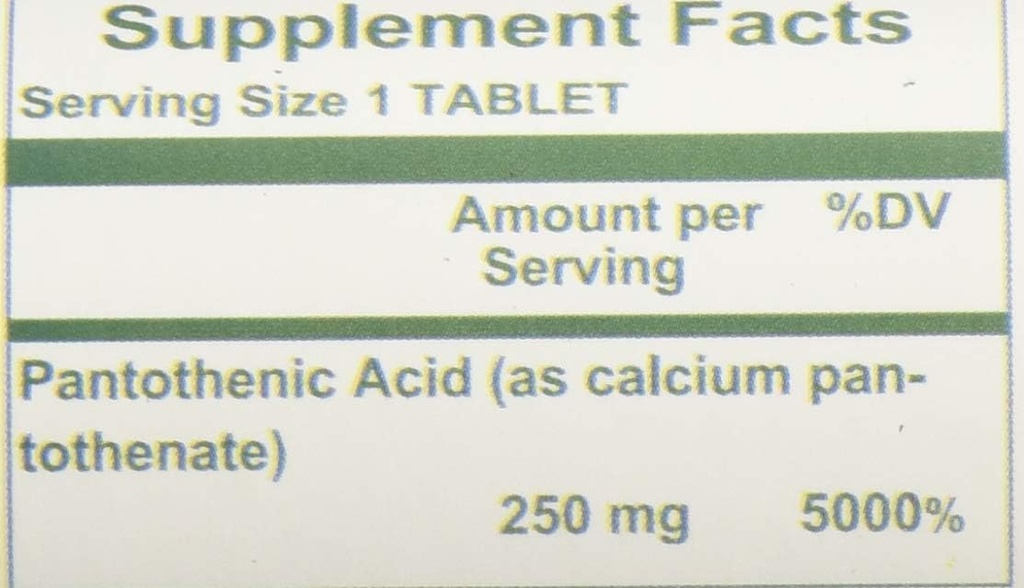 Supplement Facts
Serving Size 1 TABLET
Amount per %DV
Serving
Pantothenic Acid (as calcium pan-
tothenate)
250 mg 5000%